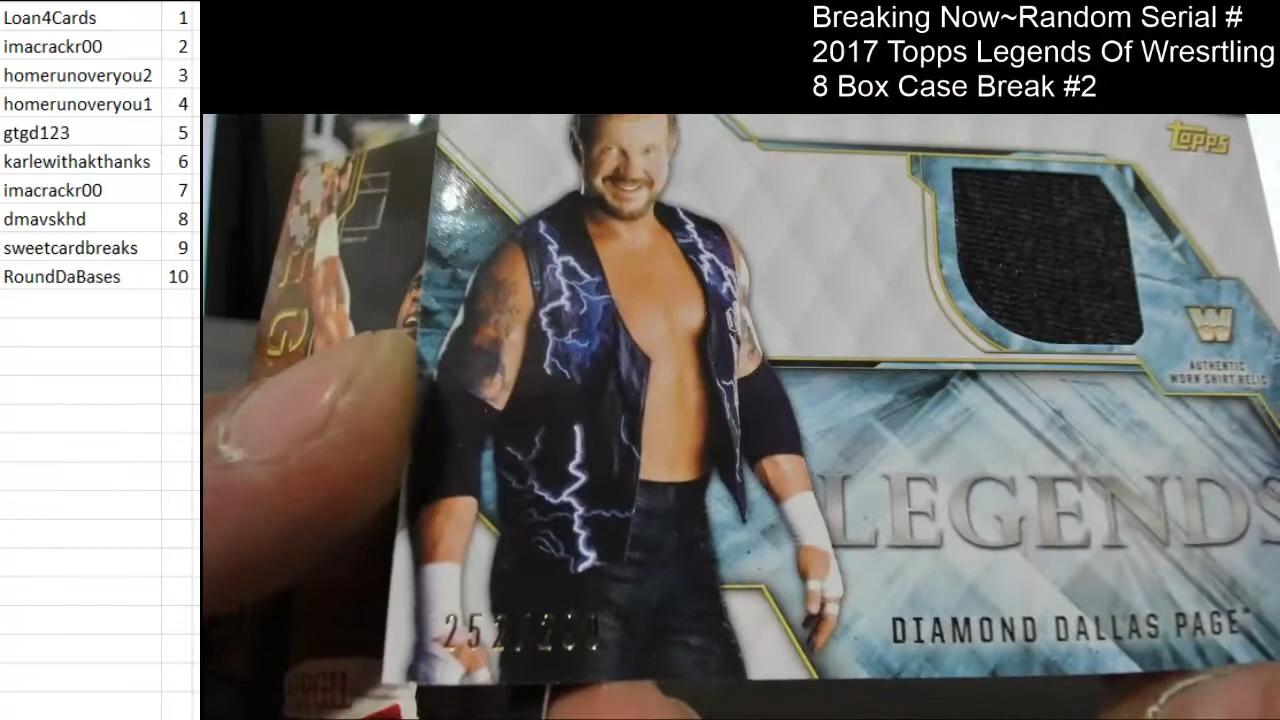 Loan4Cards 1
imacrackr00 2
homerunoveryou2 3
homerunoveryou1 4
gtgd123 5
karlewithakthanks 6
imacrackr00 7
dmavskhd 8
sweetcardbreaks 9
RoundDaBases 10
Breaking Now~Random Serial #
2017 Topps Legends Of Wresrtling
8 Box Case Break #2
Topps
W
AUTHENTIC
WORN SHIRT RELIC
LEGENDS
DIAMOND DALLAS PAGE